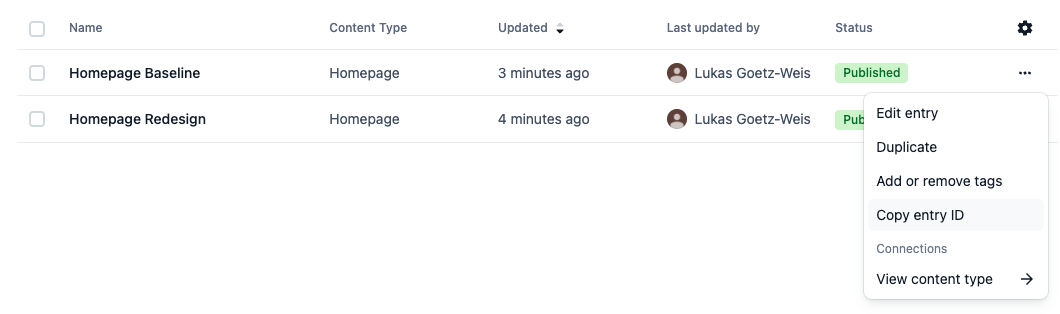 Name Content Type Updated Last updated by Status
Homepage Baseline Homepage 3 minutes ago Lukas Goetz-Weis Published
Homepage Redesign Homepage 4 minutes ago Lukas Goetz-Weis Pub
Edit entry
Duplicate
Add or remove tags
Copy entry ID
Connections
View content type